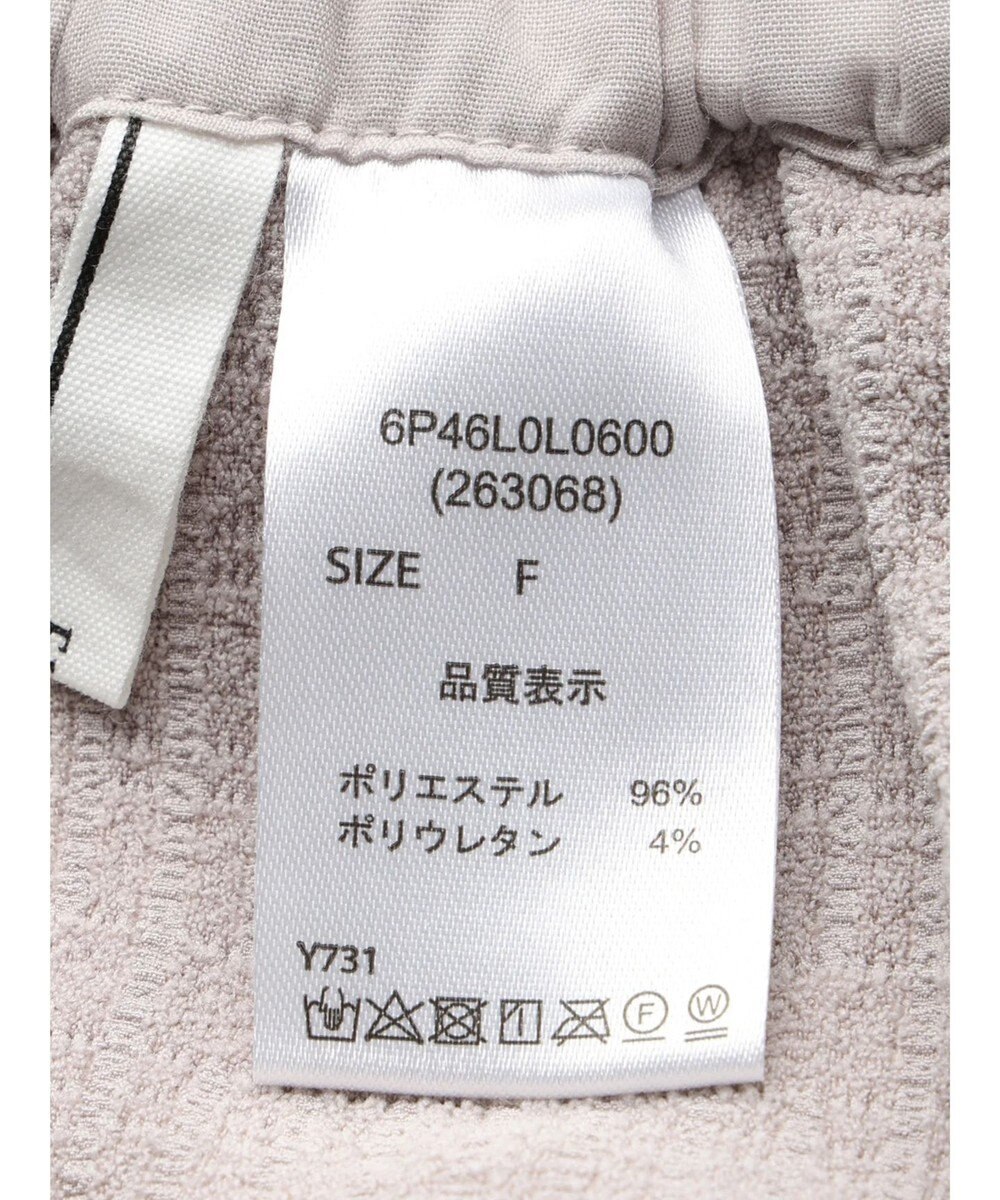 6P46L0L0600
(263068)
SIZE F
品質表示
ポリエステル 96%
ポリウレタン 4%
Y731
F W